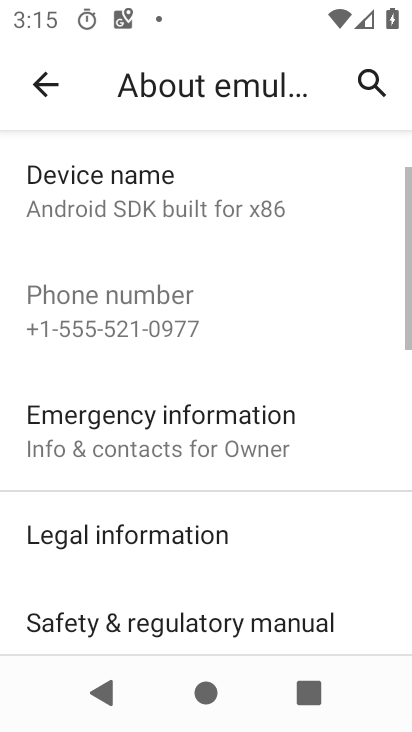 3:15
About emul...
Device name
Android SDK built for x86
Phone number
+1-555-521-0977
Emergency information
Info & contacts for Owner
Legal information
Safety & regulatory manual